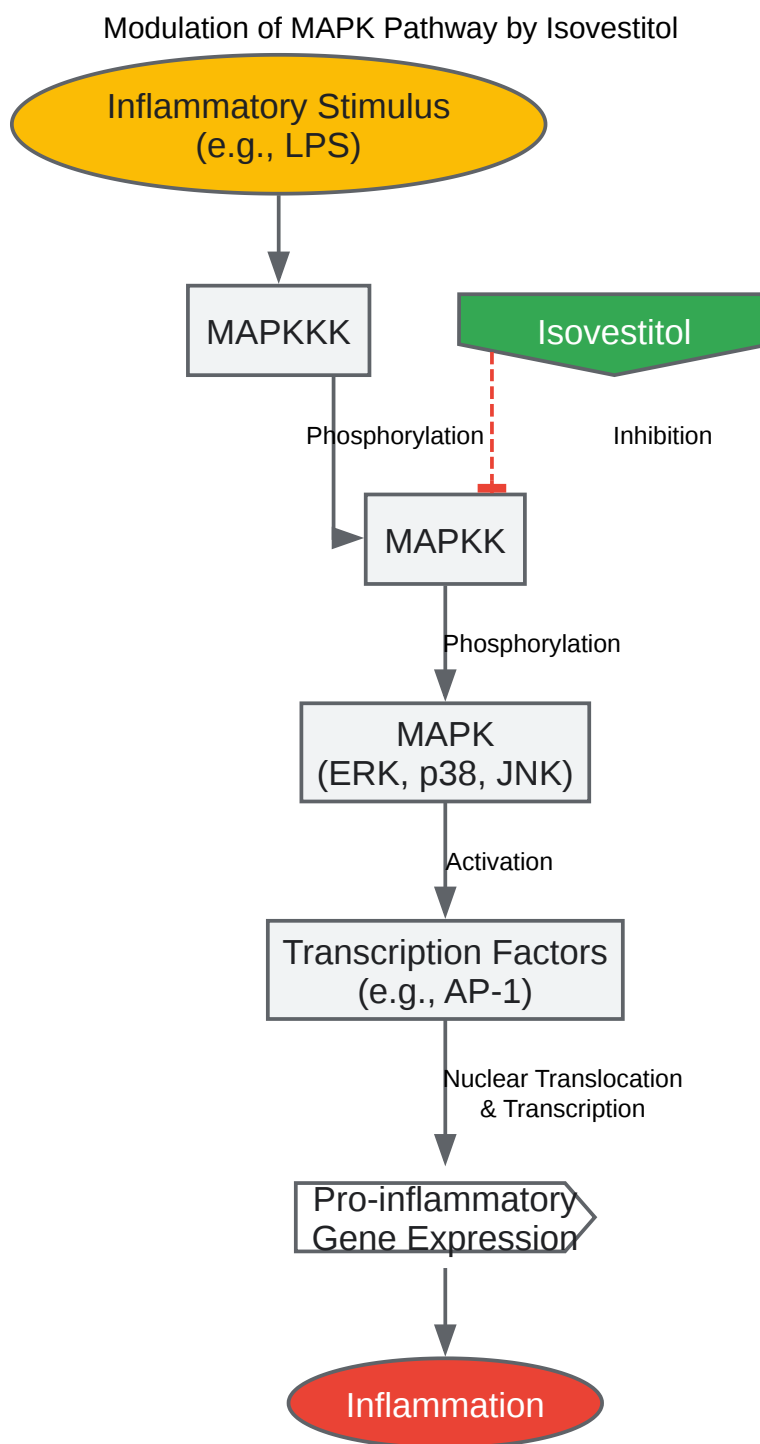 Modulation of MAPK Pathway by Isovestitol
Inflammatory Stimulus
(e.g., LPS)
MAPKKK
Isovestitol
Phosphorylation
Inhibition
MAPKK
Phosphorylation
MAPK
(ERK, p38, JNK)
Activation
Transcription Factors
(e.g., AP-1)
Nuclear Translocation
& Transcription
Pro-inflammatory
Gene Expression
Inflammation